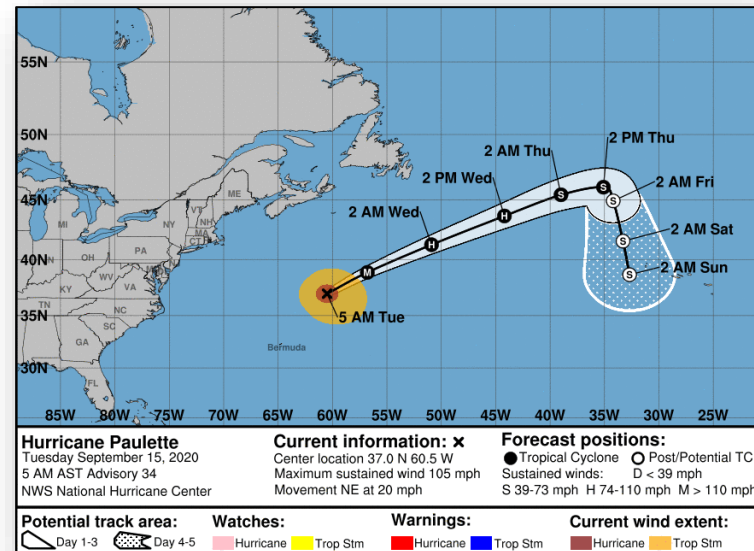 55N
50N
45N
40N
35N
30N
85W 80W 75W 70W 65W 60W 55W 50W 45W 40W 35W 30W 25W
ME
VT
NH
MA
CT
NY
MI
PA
OH
WV
VA
KY
TN
NC
SC
GA
FL
Bermuda
2 PM Thu
2 AM Thu
2 AM Fri
2 PM Wed
2 AM Wed
2 AM Sat
2 AM Sun
5 AM Tue
M
H
H
S
S
S
S
S
Hurricane Paulette
Tuesday September 15, 2020
5 AM AST Advisory 34
NWS National Hurricane Center
Current information: ×
Center location 37.0 N 60.5 W
Maximum sustained wind 105 mph
Movement NE at 20 mph
Forecast positions:
Tropical Cyclone Post/Potential TC
Sustained winds: D < 39 mph
S 39-73 mph H 74-110 mph M > 110 mph
Potential track area:
Day 1-3 Day 4-5
Watches:
Hurricane Trop Stm
Warnings:
Hurricane Trop Stm
Current wind extent:
Hurricane Trop Stm